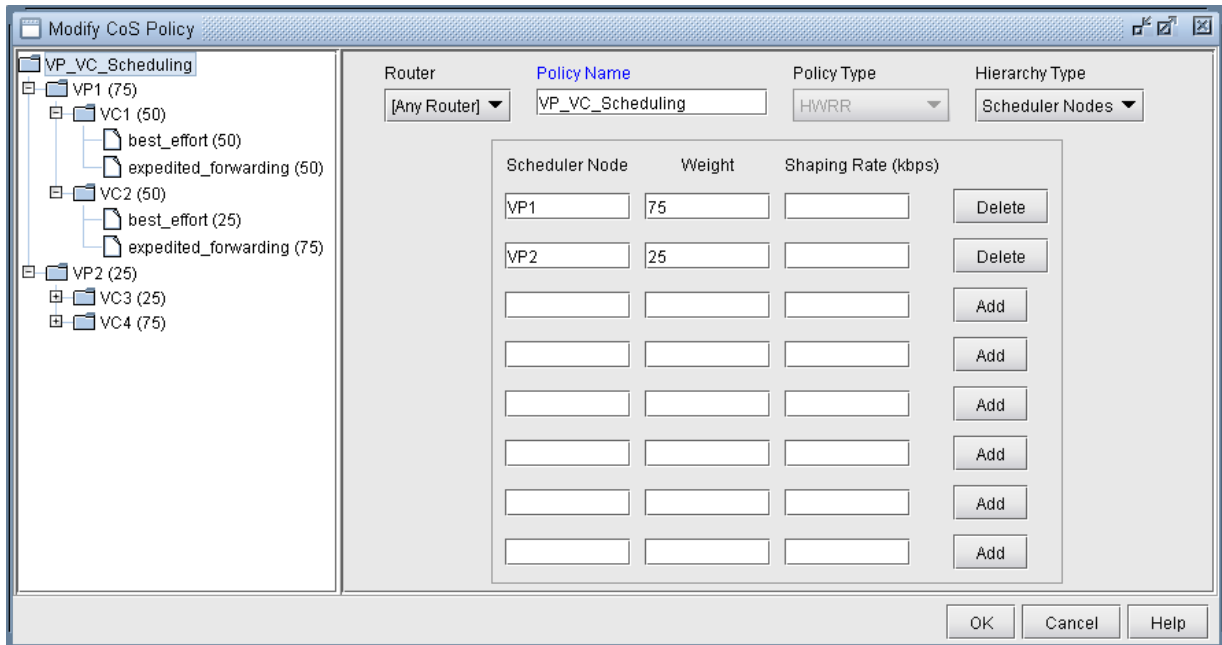 Modify CoS Policy
VP_VC_Scheduling
VP1 (75)
VC1 (50)
best_effort (50)
expedited_forwarding (50)
VC2 (50)
best_effort (25)
expedited_forwarding (75)
VP2 (25)
VC3 (25)
VC4 (75)
Router Policy Name Policy Type Hierarchy Type
[Any Router] VP_VC_Scheduling HWRR Scheduler Nodes
Scheduler Node Weight Shaping Rate (kbps)
VP1 75 Delete
VP2 25 Delete
Add
Add
Add
Add
Add
Add
OK Cancel Help